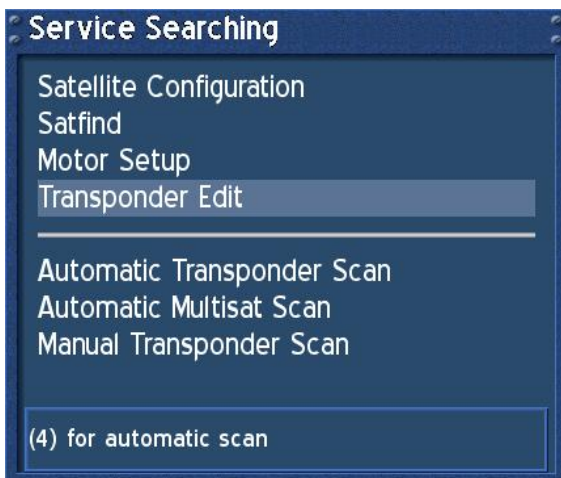 Service Searching
Satellite Configuration
Satfind
Motor Setup
Transponder Edit
Automatic Transponder Scan
Automatic Multisat Scan
Manual Transponder Scan
(4) for automatic scan